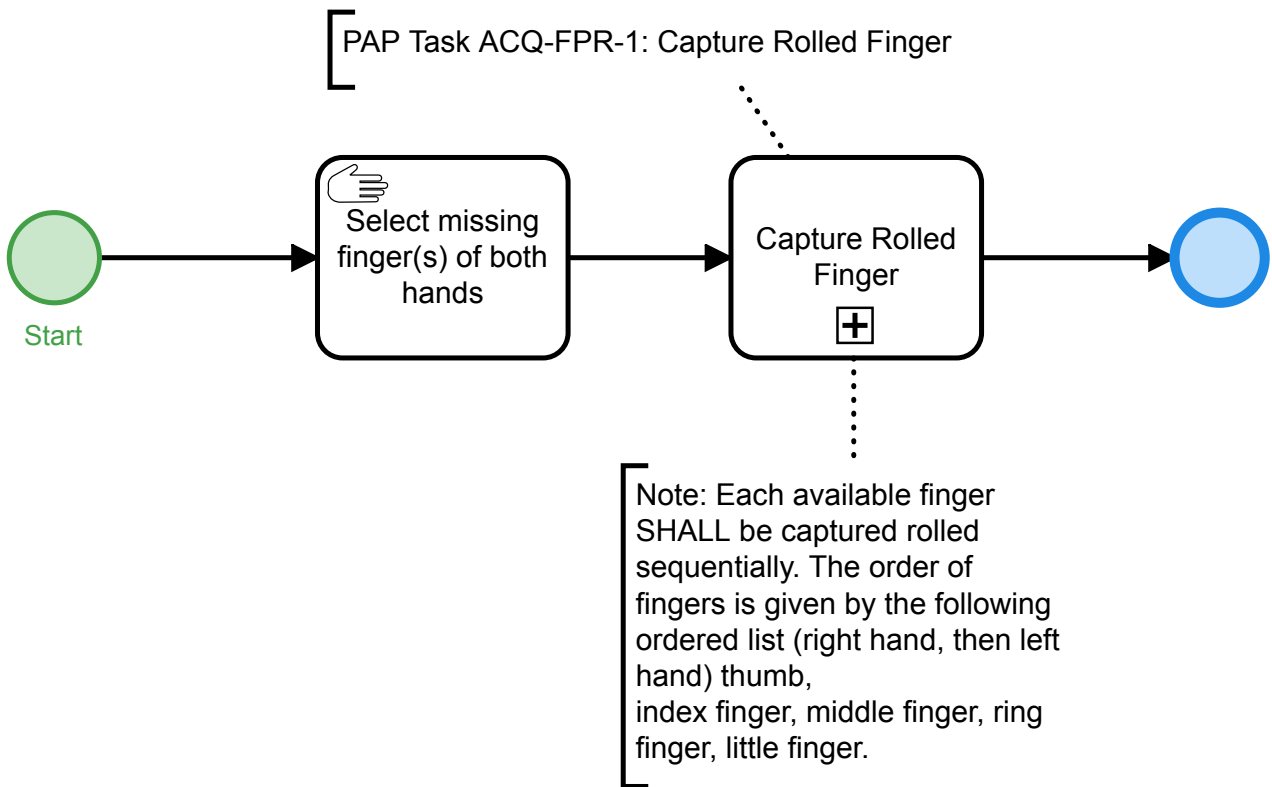 PAP Task ACQ-FPR-1: Capture Rolled Finger
Select missing
finger(s) of both
hands
Capture Rolled
Finger
Start
Note: Each available finger
SHALL be captured rolled
sequentially. The order of
fingers is given by the following
ordered list (right hand, then left
hand) thumb,
index finger, middle finger, ring
finger, little finger.